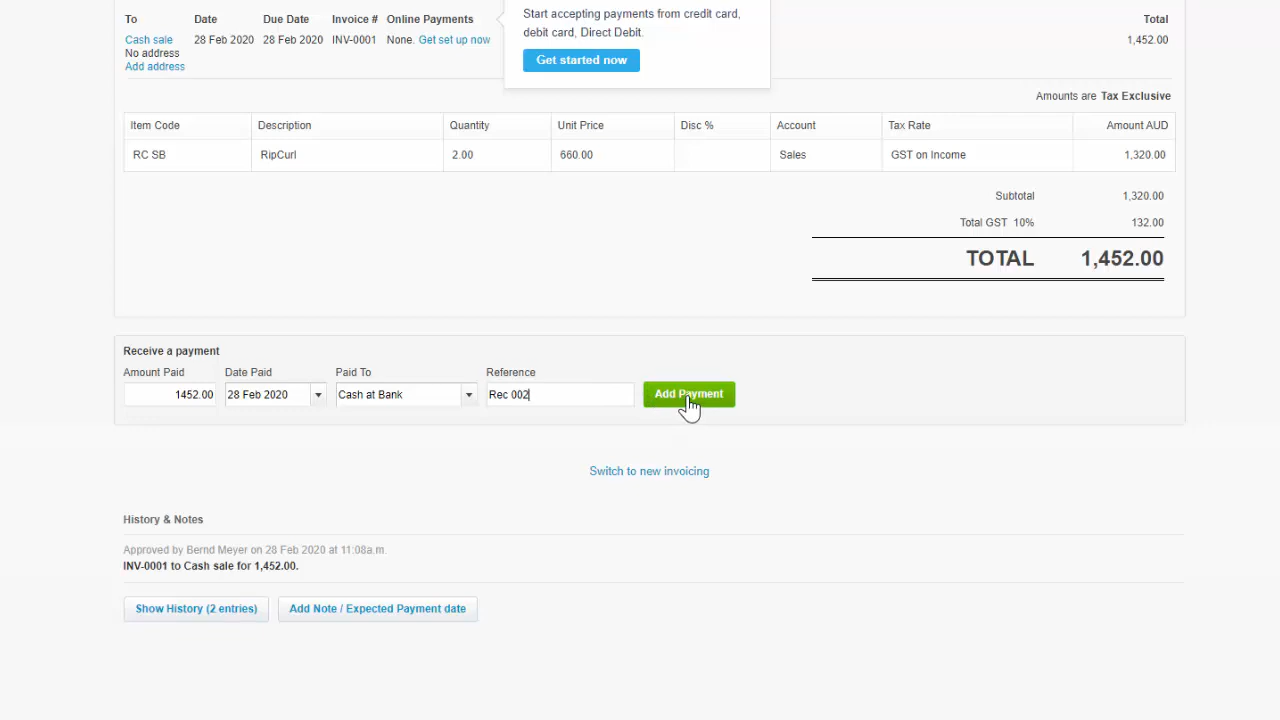 To Date Due Date Invoice # Online Payments Total
Start accepting payments from credit card,
debit card, Direct Debit.
Cash sale 28 Feb 2020 28 Feb 2020 INV-0001 None. Get set up now 1,452.00
No address
Add address
Get started now
Amounts are Tax Exclusive
Item Code Description Quantity Unit Price Disc % Account Tax Rate Amount AUD
RC SB RipCurl 2.00 660.00 Sales GST on Income 1,320.00
Subtotal 1,320.00
Total GST 10% 132.00
TOTAL 1,452.00
Receive a payment
Amount Paid Date Paid Paid To Reference
1452.00 28 Feb 2020 Cash at Bank Rec 002 Add Payment
Switch to new invoicing
History & Notes
Approved by Bernd Meyer on 28 Feb 2020 at 11:08a.m.
INV-0001 to Cash sale for 1,452.00.
Show History (2 entries) Add Note / Expected Payment date